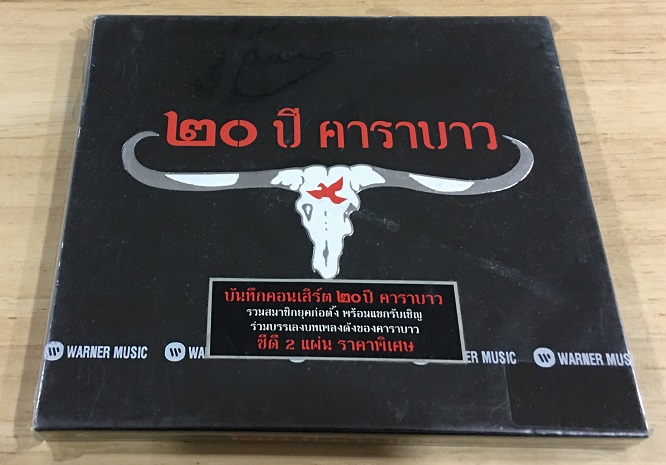 ๒๐ ปี คาราบาว
บันทึกคอนเสิร์ต ๒๐ ปี คาราบาว
รวมสมาชิกยุคก่อตั้ง พร้อมแขกรับเชิญ
ร่วมบรรเลงบทเพลงดังของคาราบาว
ซีดี 2 แผ่น ราคาพิเศษ
WARNER MUSIC WA ER MUSIC WARNER MUS